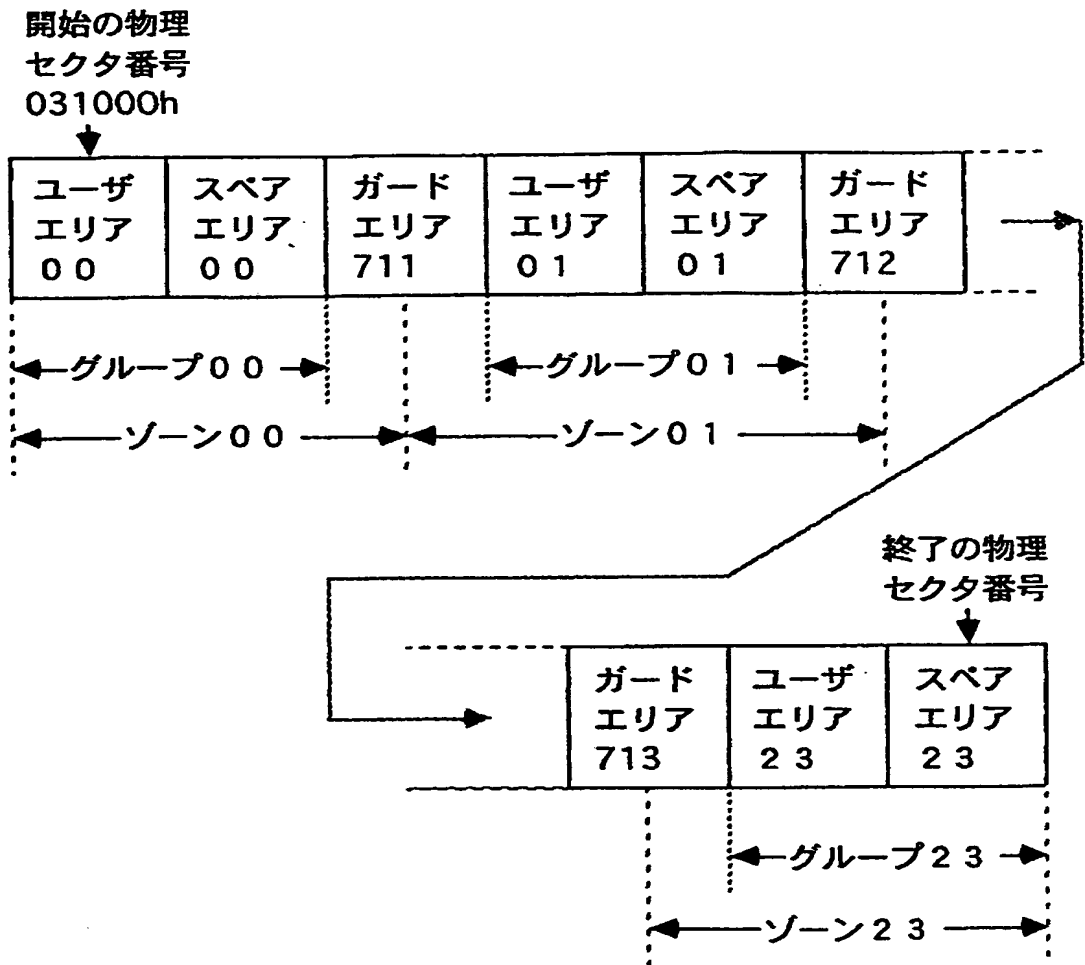 開始の物理
セクタ番号
031000h
ユーザ
エリア
00
スペア
エリア
00
ガード
エリア
711
ユーザ
エリア
01
スペア
エリア
01
ガード
エリア
712
グループ00
グループ01
ゾーン00
ゾーン01
終了の物理
セクタ番号
ガード
エリア
713
ユーザ
エリア
23
スペア
エリア
23
グループ23
ゾーン23